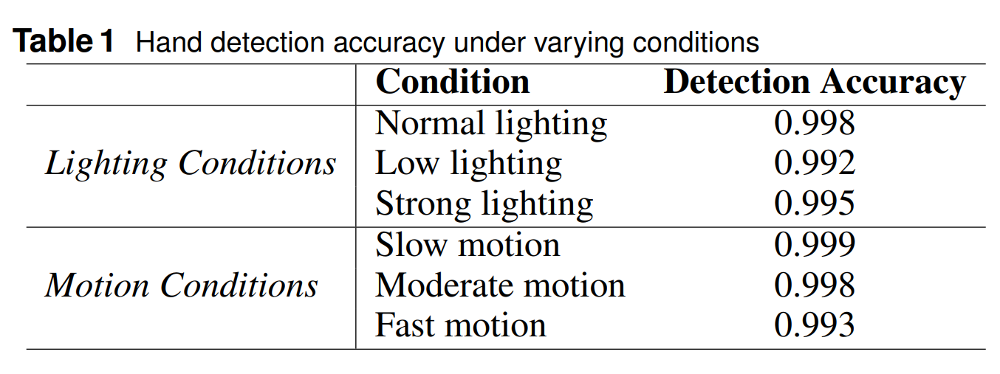 Table 1 Hand detection accuracy under varying conditions
Condition Detection Accuracy
Normal lighting 0.998
Lighting Conditions Low lighting 0.992
Strong lighting 0.995
Slow motion 0.999
Motion Conditions Moderate motion 0.998
Fast motion 0.993